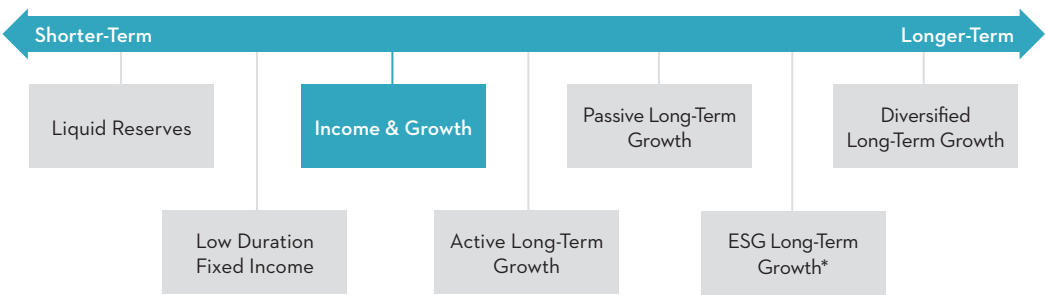 Shorter-Term
Longer-Term
Liquid Reserves
Income & Growth
Passive Long-Term
Growth
Diversified
Long-Term Growth
Low Duration
Fixed Income
Active Long-Term
Growth
ESG Long-Term
Growth*